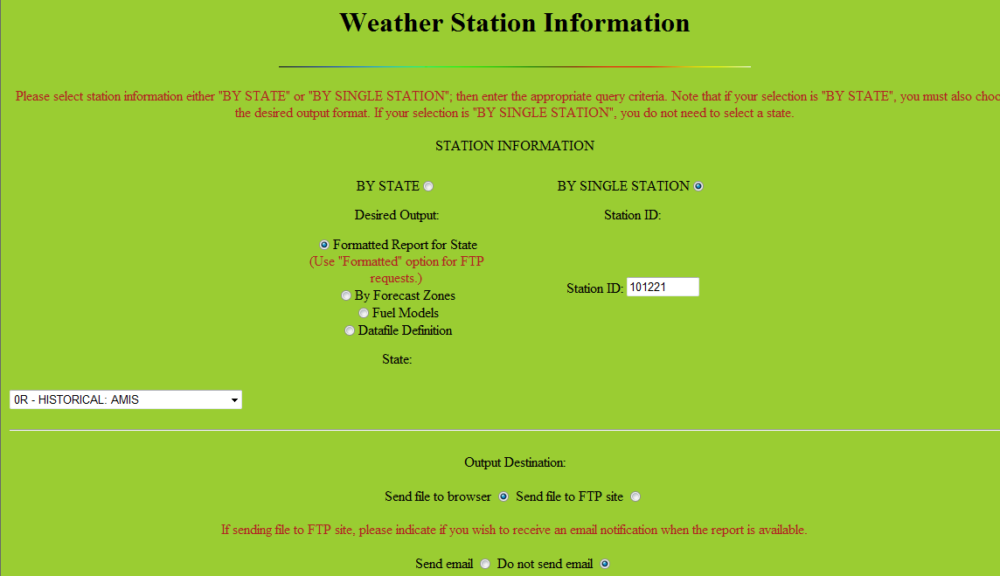 Weather Station Information
Please select station information either "BY STATE" or "BY SINGLE STATION"; then enter the appropriate query criteria. Note that if your selection is "BY STATE", you must also choc
the desired output format. If your selection is "BY SINGLE STATION", you do not need to select a state.
STATION INFORMATION
BY STATE
BY SINGLE STATION
Desired Output:
Station ID:
Formatted Report for State
(Use "Formatted" option for FTP
requests.)
By Forecast Zones
Fuel Models
Datafile Definition
Station ID: 101221
State:
0R - HISTORICAL: AMIS
Output Destination:
Send file to browser Send file to FTP site
If sending file to FTP site, please indicate if you wish to receive an email notification when the report is available.
Send email Do not send email